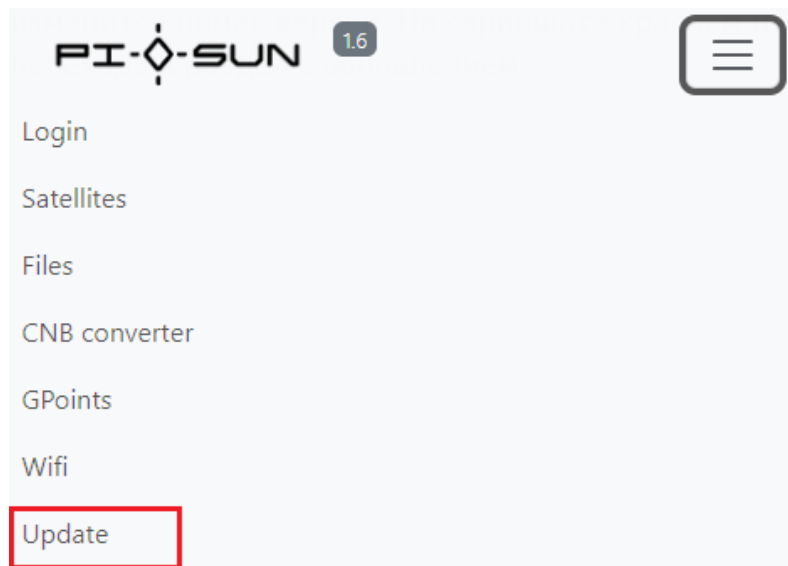 PI-SUN 1.6
Login
Satellites
Files
CNB converter
GPoints
Wifi
Update